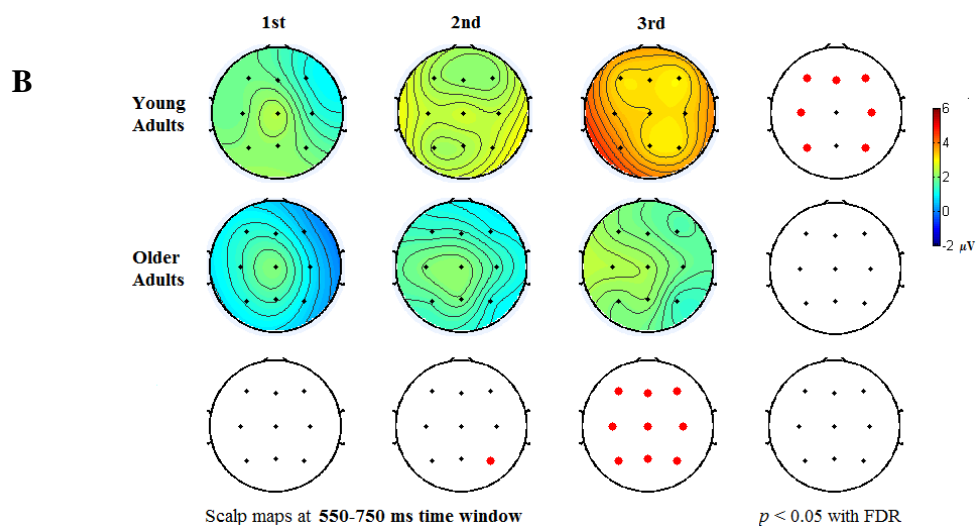 1st 2nd 3rd
B
Young
Adults
6
4
2
0
-2 μV
Older
Adults
Scalp maps at 550-750 ms time window
p < 0.05 with FDR